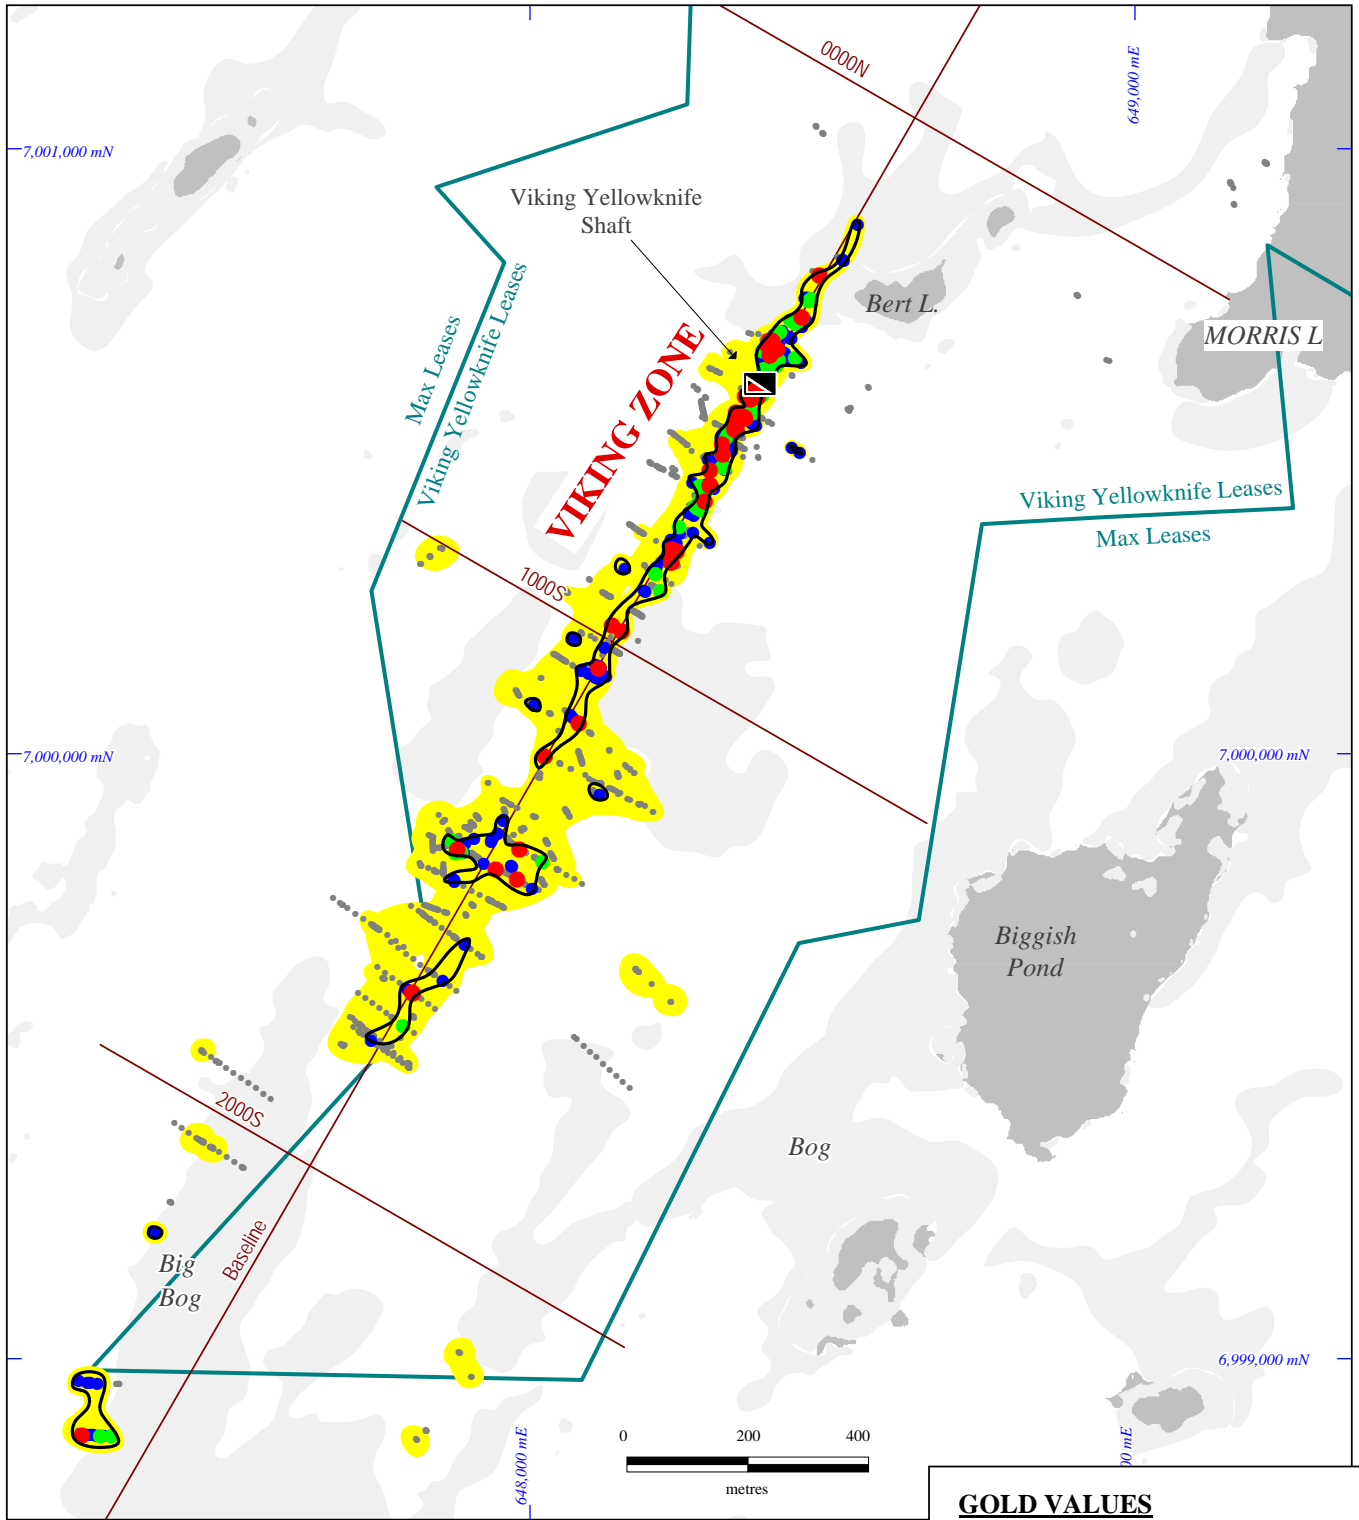 0000N
649,000 mE
7,001,000 mN
Viking Yellowknife
Shaft
Bert L.
MORRIS L
Max Leases
Viking Yellowknife Leases
VIKING ZONE
Viking Yellowknife Leases
Max Leases
1000S
7,000,000 mN
7,000,000 mN
Biggish
Pond
2000S
Bog
Baseline
Big
Bog
6,999,000 mN
648,000 mE
00 mE
0 200 400
metres
GOLD VALUES